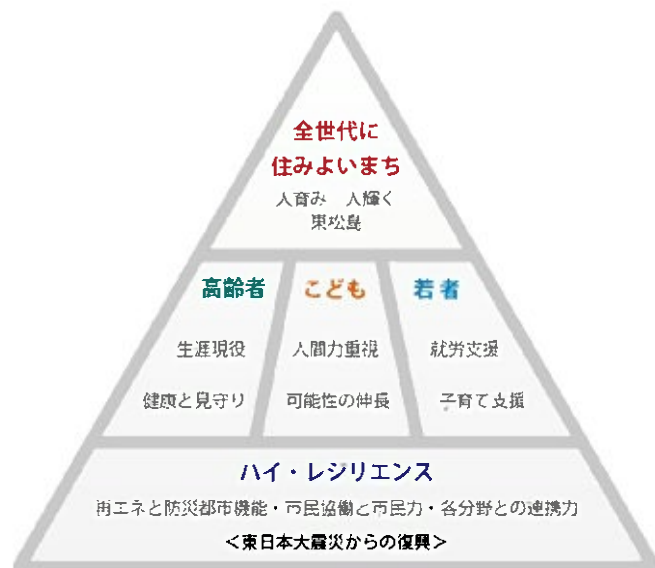 全世代に
住みよいまち
人育み 人輝く
東松島
高齢者
生涯現役
健康と見守り
こども
人間力重視
可能性の伸長
若者
就労支援
子育て支援
ハイ・レジリエンス
再エネと防災都市機能・市民協働と市民力・各分野との連携力
＜東日本大震災からの復興＞